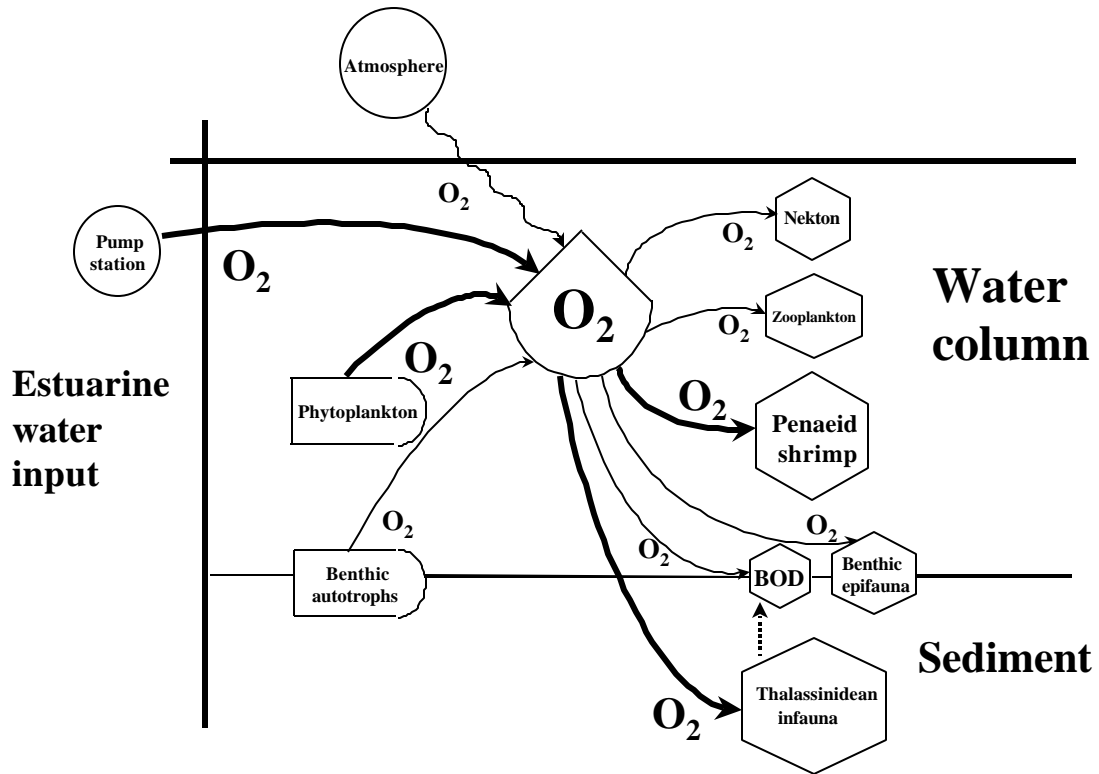 Atmosphere
O₂
Pump
station
O₂
Nekton
O₂
Water
column
O₂
Zooplankton
O₂
Estuarine
water
input
Phytoplankton
O₂
Penaeid
shrimp
O₂
Benthic
autotrophs
O₂
BOD
O₂
Benthic
epifauna
O₂
Sediment
Thalassinidean
infauna
O₂